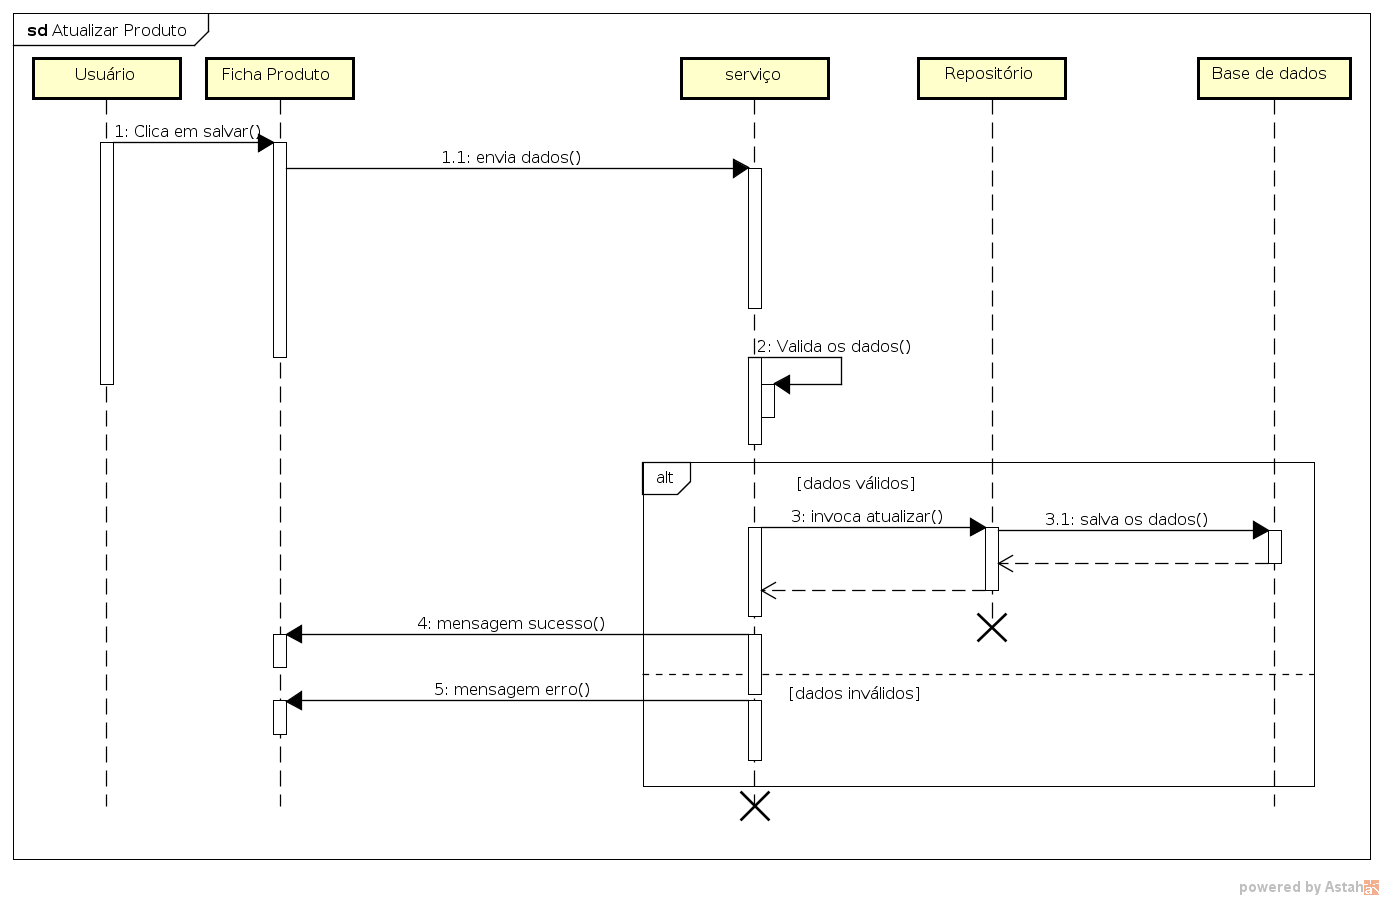 sd Atualizar Produto
Usuário
Ficha Produto
serviço
Repositório
Base de dados
1: Clica em salvar()
1.1: envia dados()
2: Valida os dados()
alt
[dados válidos]
3: invoca atualizar()
3.1: salva os dados()
4: mensagem sucesso()
5: mensagem erro()
[dados inválidos]
powered by Astah